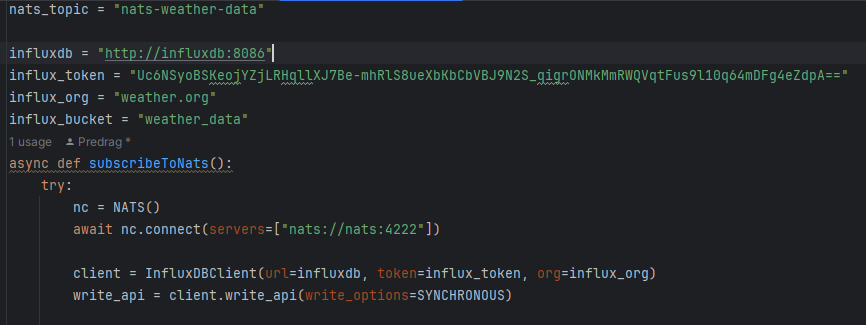 nats_topic = "nats-weather-data"
influxdb = "http://influxdb:8086"
influx_token = "Uc6NSyoBSKeojYZjLRHqllXJ7Be-mhRlS8ueXbKbCbVBJ9N2S_qigrONMkMmRWQVqtFus9l10q64mDFg4eZdpA=="
influx_org = "weather.org"
influx_bucket = "weather_data"
1 usage Predrag *
async def subscribeToNats():
try:
nc = NATS()
await nc.connect(servers=["nats://nats:4222"])
client = InfluxDBClient(url=influxdb, token=influx_token, org=influx_org)
write_api = client.write_api(write_options=SYNCHRONOUS)